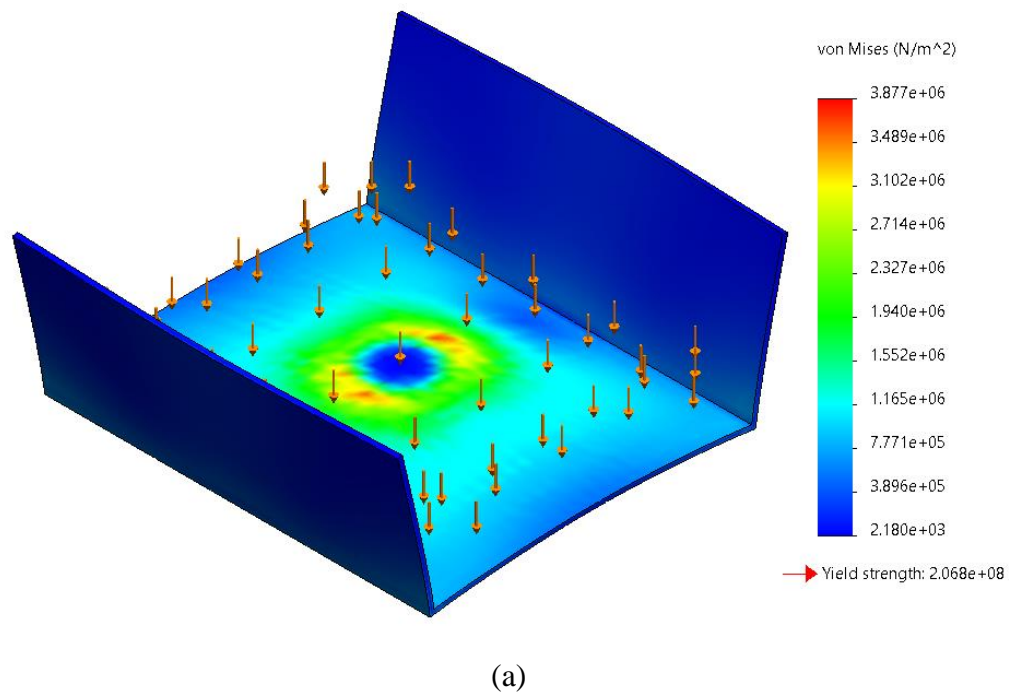 von Mises (N/m^2)
3.877e+06
3.489e+06
3.102e+06
2.714e+06
2.327e+06
1.940e+06
1.552e+06
1.165e+06
7.771e+05
3.896e+05
2.180e+03
Yield strength: 2.068e+08
(a)